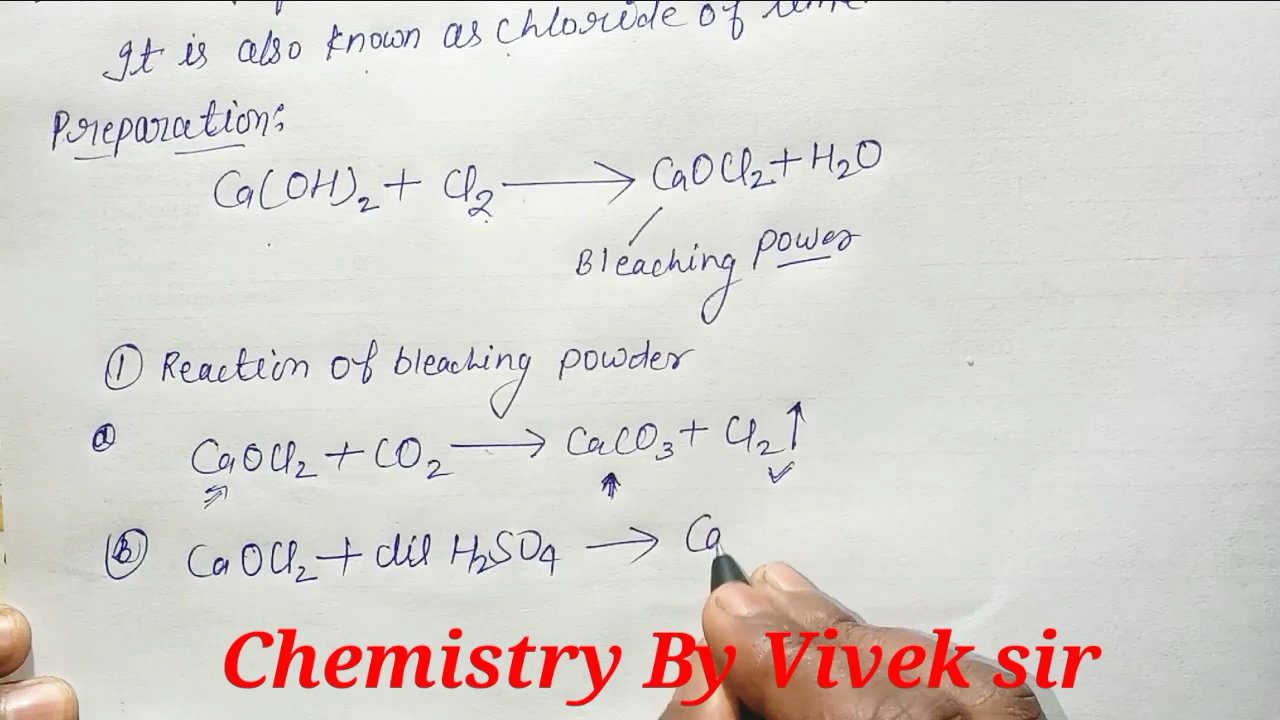 It is also known as chloride of lime
Preparation:
Ca(OH)₂ + Cl₂ ⟶ CaOCl₂ + H₂O
Bleaching power
① Reaction of bleaching powder
ⓐ CaOCl₂ + CO₂ ⟶ CaCO₃ + Cl₂↑
ⓑ CaOCl₂ + dil H₂SO₄ ⟶ Ca
Chemistry By Vivek sir